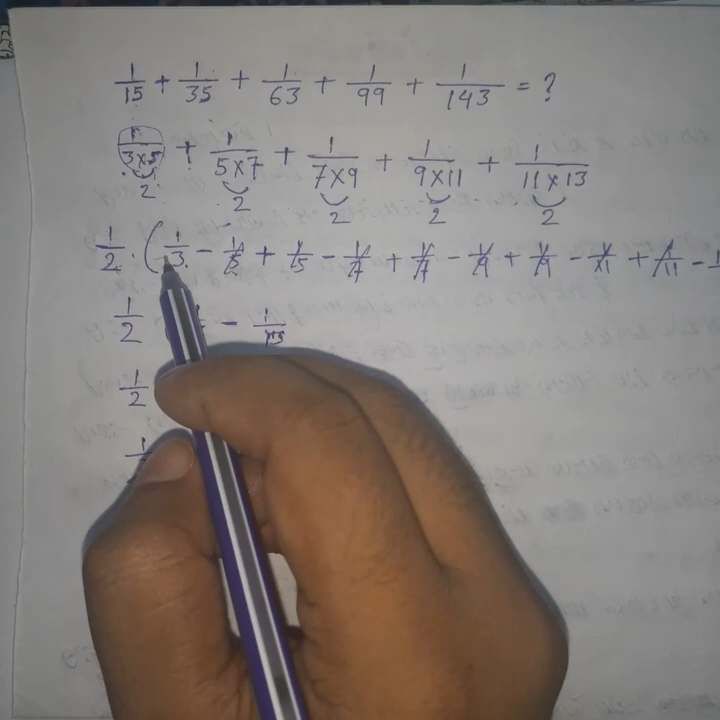 1/15 + 1/35 + 1/63 + 1/99 + 1/143 = ?
1/3×5 + 1/5×7 + 1/7×9 + 1/9×11 + 1/11×13
2 2 2 2 2
1/2 · (1/3 - 1/5 + 1/5 - 1/7 + 1/7 - 1/9 + 1/9 - 1/11 + 1/11 - 1
1/2 - 1/13
1/2